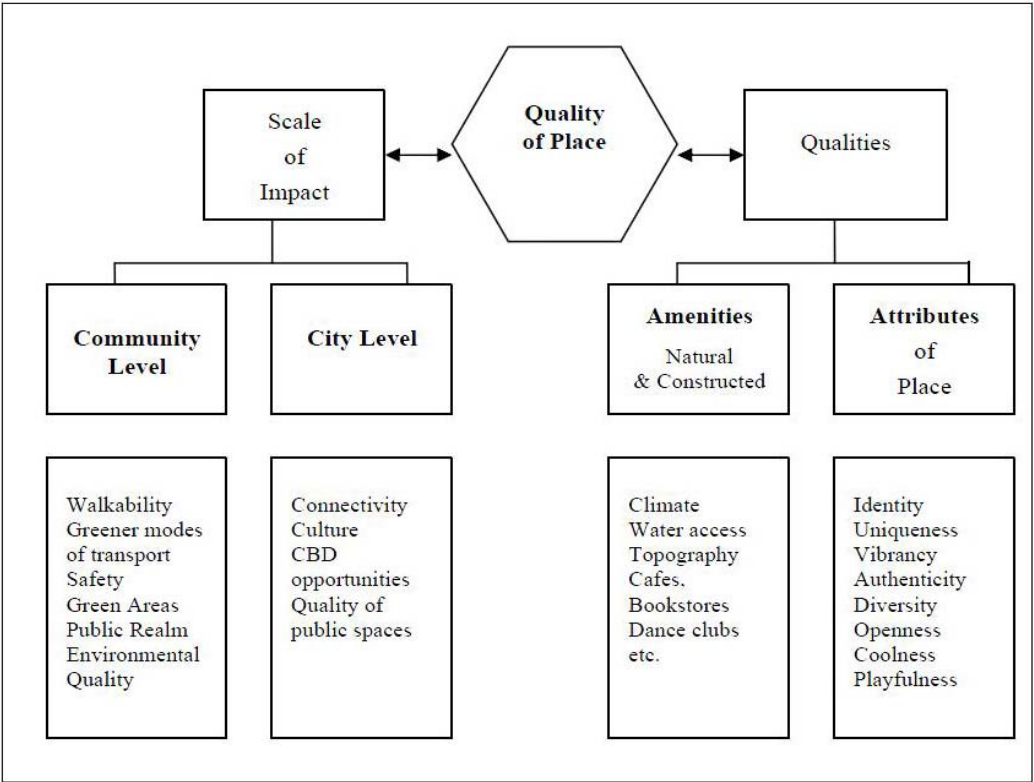 Quality
of Place
Scale
of
Impact
Qualities
Community
Level
City Level
Amenities
Natural
& Constructed
Attributes
of
Place
Walkability
Greener modes
of transport
Safety
Green Areas
Public Realm
Environmental
Quality
Connectivity
Culture
CBD
opportunities
Quality of
public spaces
Climate
Water access
Topography
Cafes,
Bookstores
Dance clubs
etc.
Identity
Uniqueness
Vibrancy
Authenticity
Diversity
Openness
Coolness
Playfulness